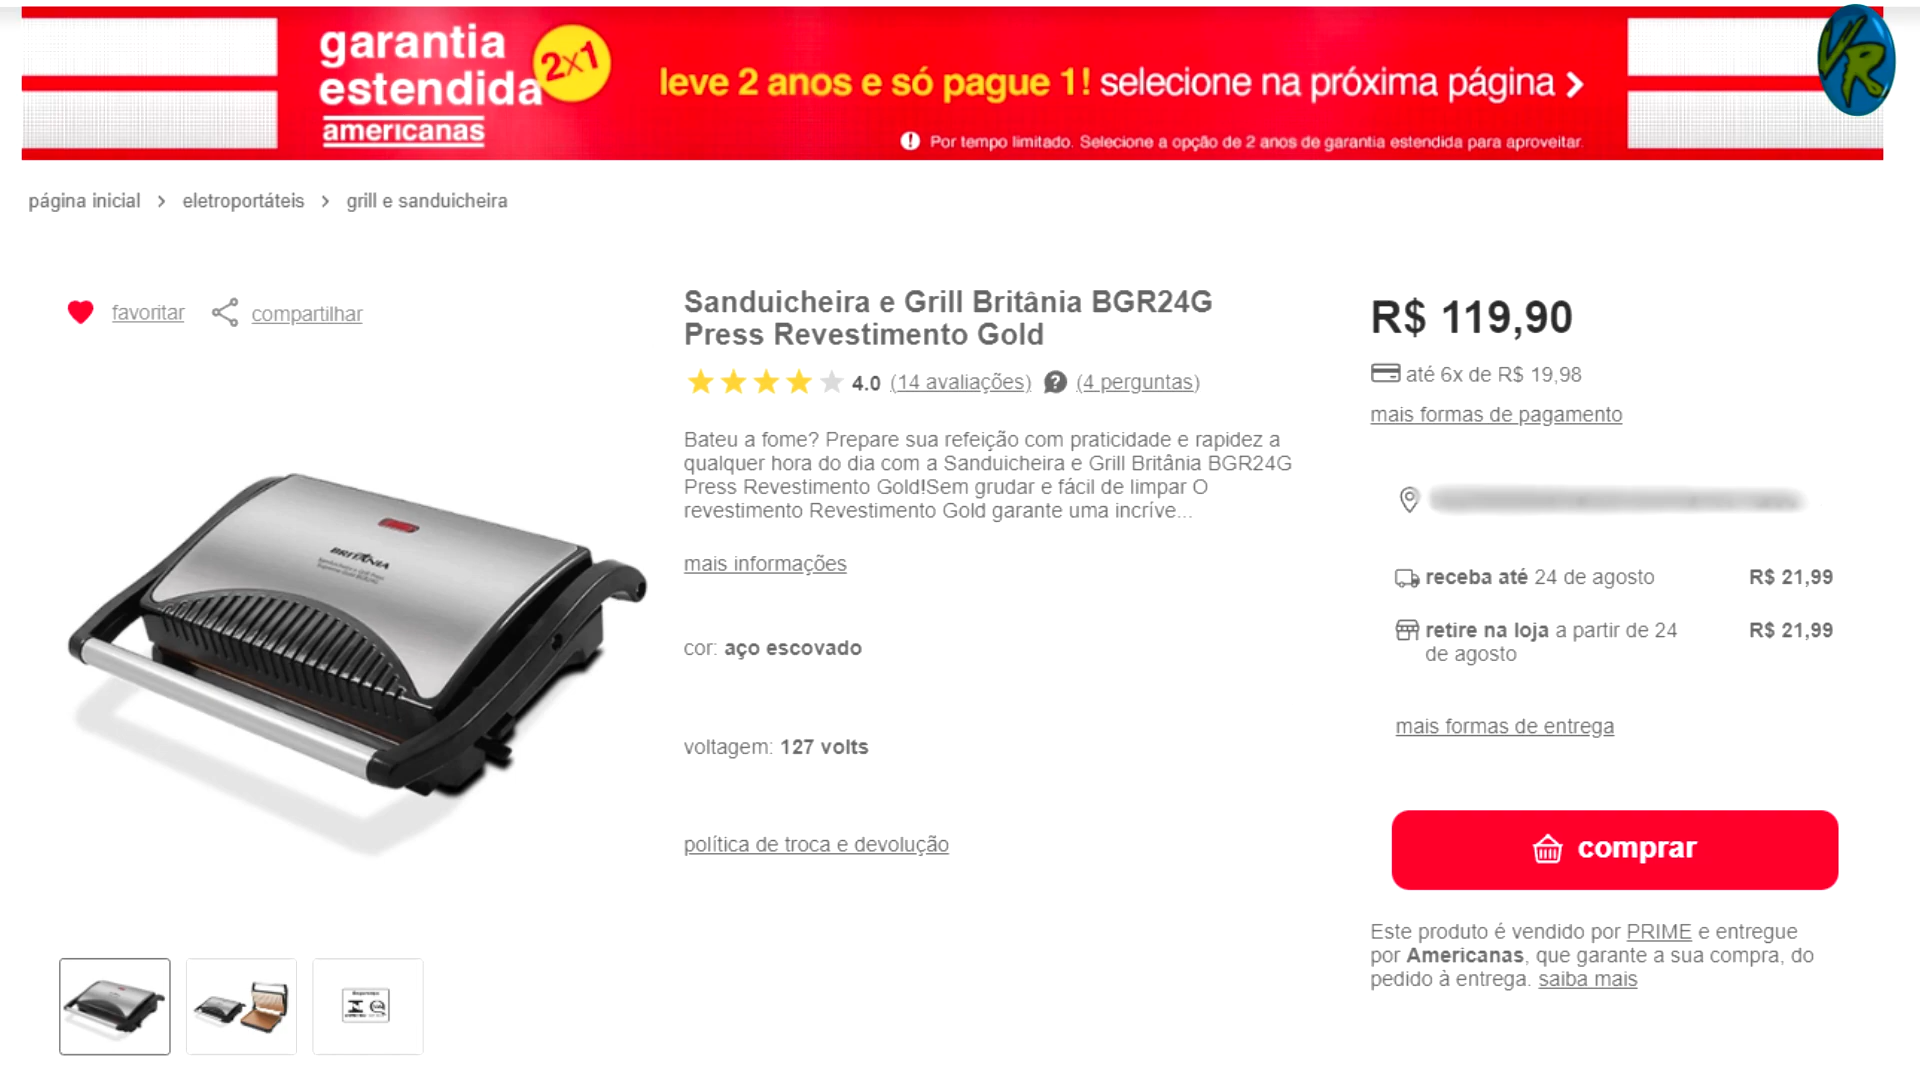 garantia
estendida
americanas
2x1
leve 2 anos e só pague 1! selecione na próxima página
Por tempo limitado. Selecione a opção de 2 anos de garantia estendida para aproveitar.
VR
página inicial > eletroportáteis > grill e sanduicheira
favoritar compartilhar
BRITÂNIA
Sanduicheira e Grill Britânia BGR24G
Press Revestimento Gold
4.0 (14 avaliações) (4 perguntas)
Bateu a fome? Prepare sua refeição com praticidade e rapidez a
qualquer hora do dia com a Sanduicheira e Grill Britânia BGR24G
Press Revestimento Gold!Sem grudar e fácil de limpar O
revestimento Revestimento Gold garante uma incríve...
mais informações
cor: aço escovado
voltagem: 127 volts
política de troca e devolução
R$ 119,90
até 6x de R$ 19,98
mais formas de pagamento
receba até 24 de agosto R$ 21,99
retire na loja a partir de 24 R$ 21,99
de agosto
mais formas de entrega
comprar
Este produto é vendido por PRIME e entregue
por Americanas, que garante a sua compra, do
pedido à entrega. saiba mais